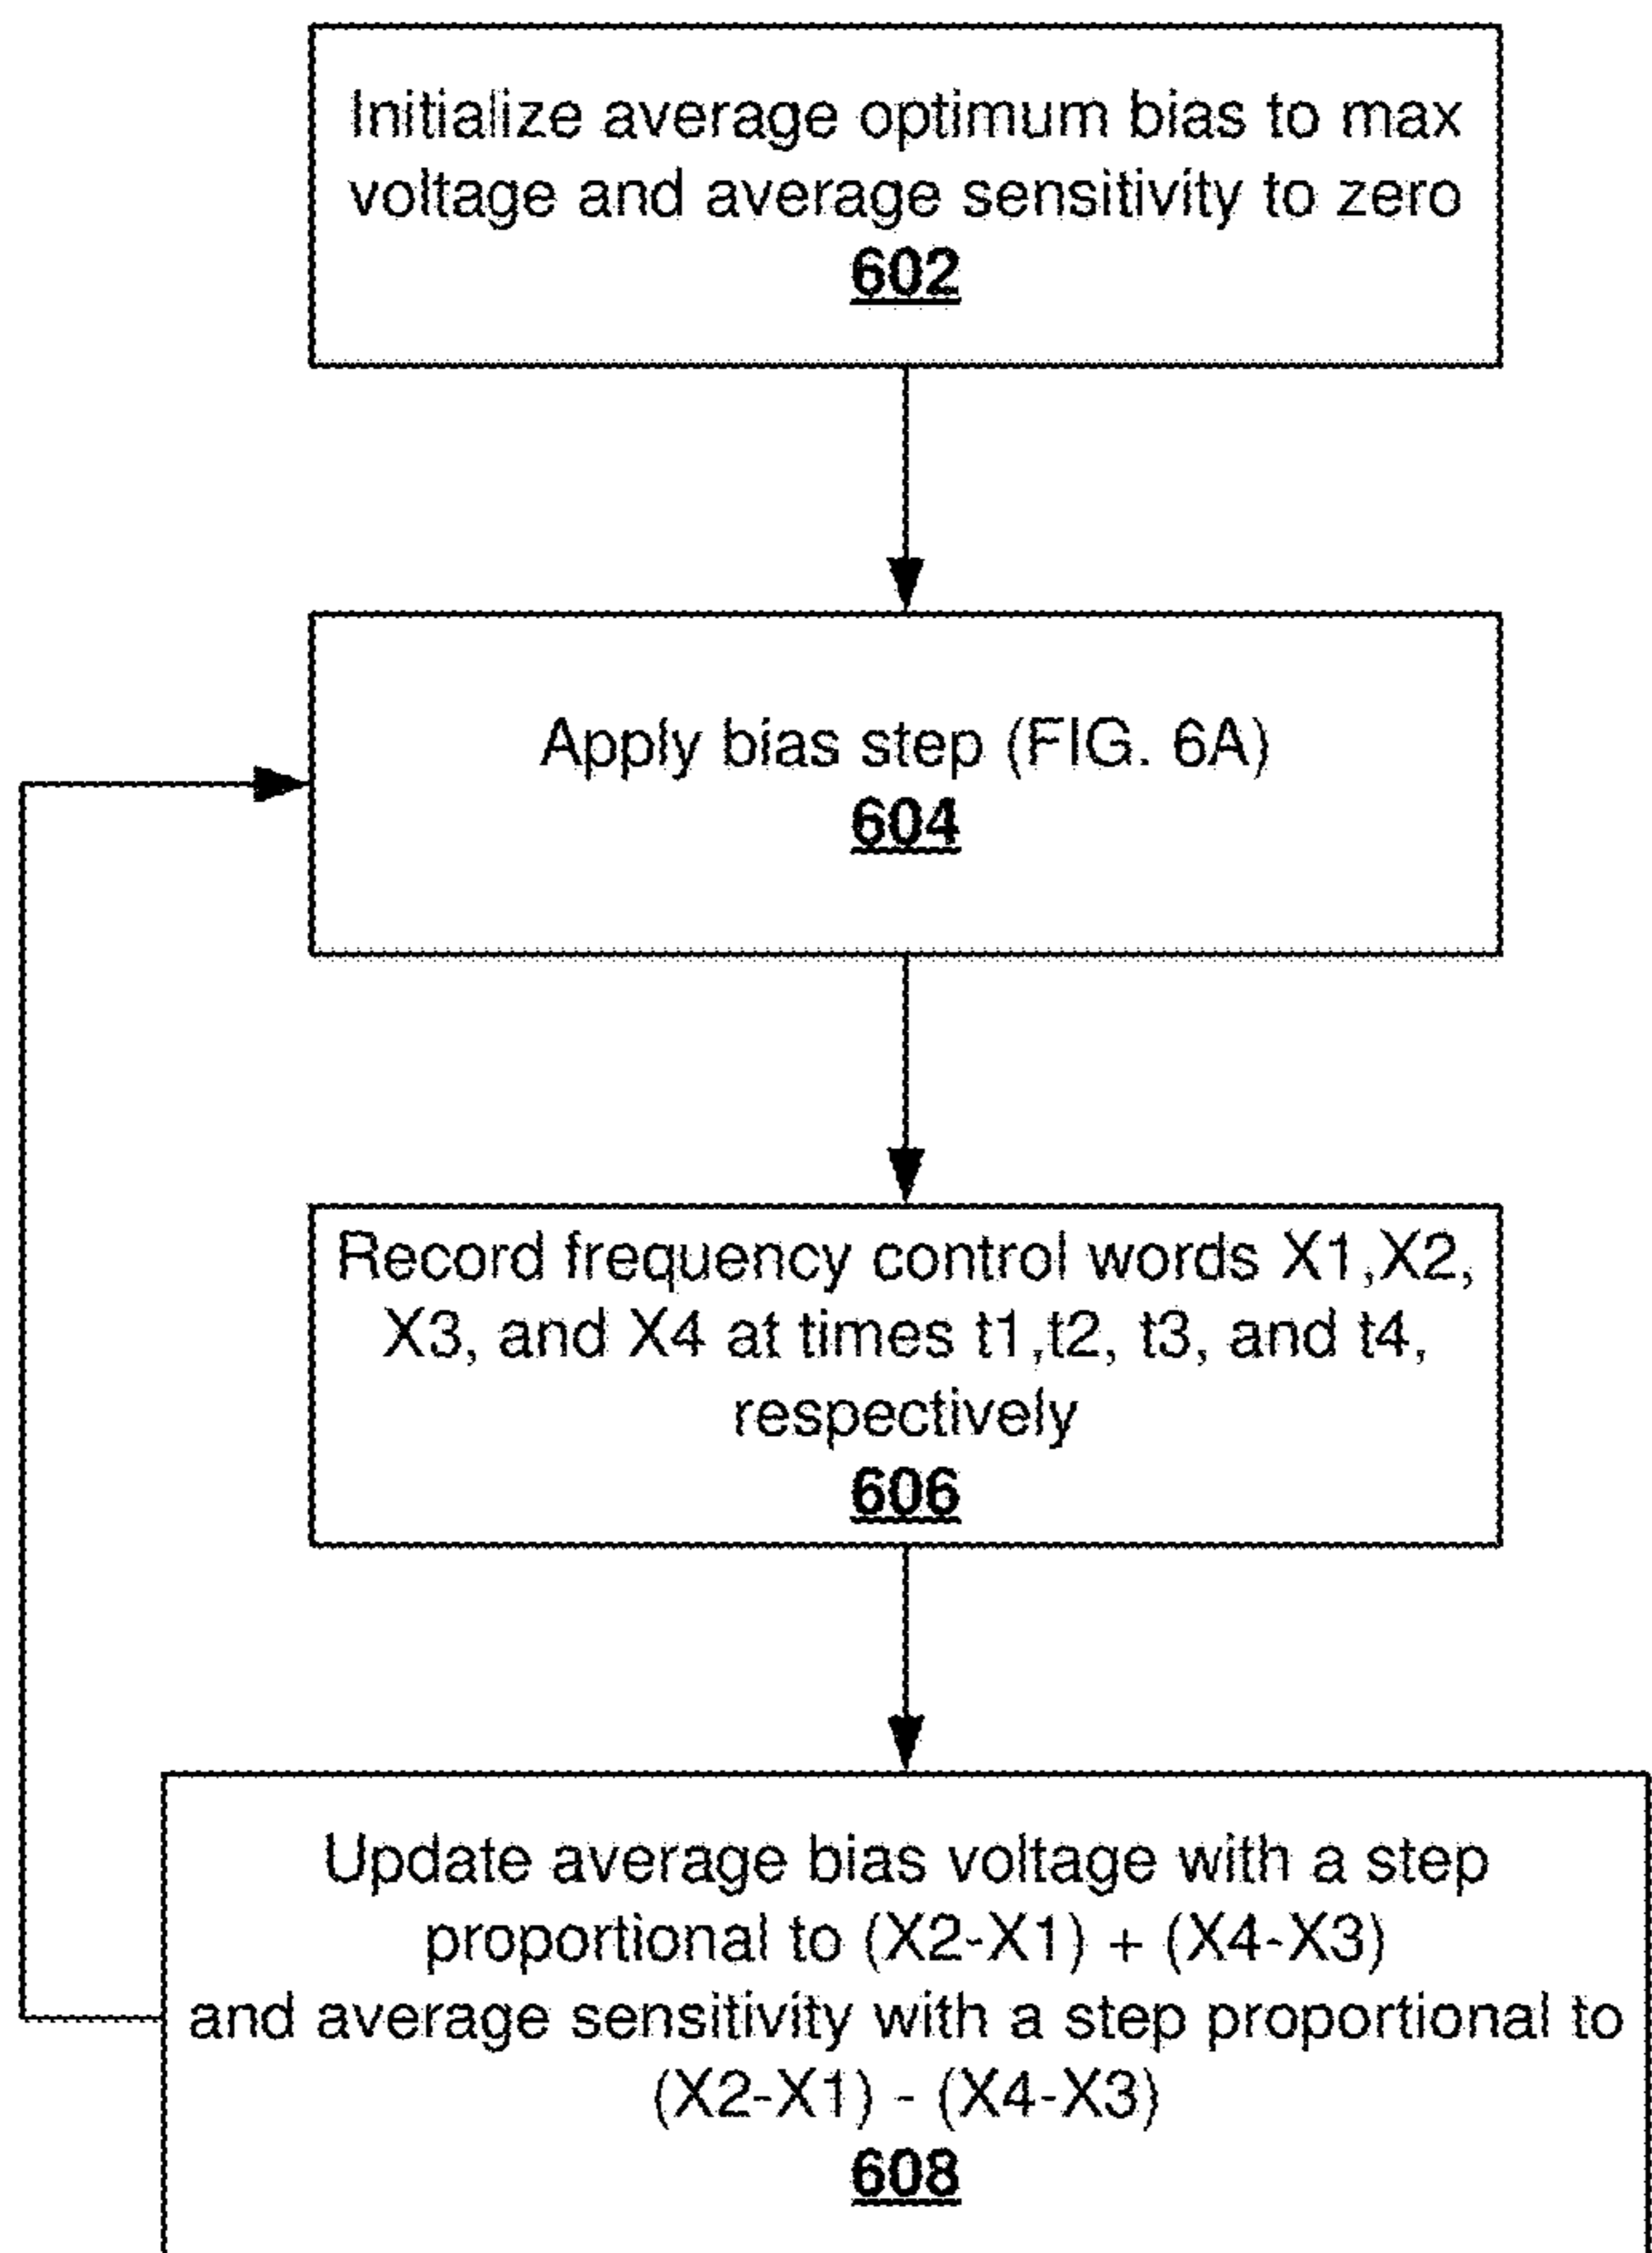 Initialize average optimum bias to max
voltage and average sensitivity to zero
602
Apply bias step (FIG. 6A)
604
Record frequency control words X1,X2,
X3, and X4 at times t1,t2, t3, and t4,
respectively
606
Update average bias voltage with a step
proportional to (X2-X1) + (X4-X3)
and average sensitivity with a step proportional to
(X2-X1) - (X4-X3)
608